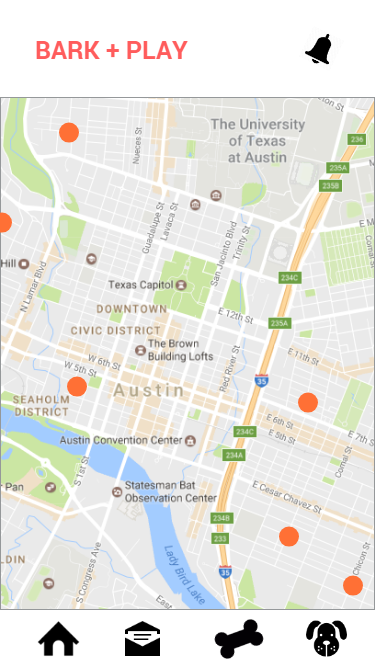 BARK + PLAY
nion St
236
The University
of Texas
at Austin
Nueces St
235A
235B
Guadalupe St
Lavaca St
San Jacinto Blvd
Trinity St
E M
Hill
N Lamar Blvd
Texas Capitol
234C
DOWNTOWN
CIVIC DISTRICT
E 12th St
235A
The Brown
Building Lofts
Red River St
E 11th St
W 6th St
W 5th St
35
Austin
SEAHOLM
DISTRICT
E 6th St
E 5th St
E 7th S
Austin Convention Center
234C
234A
Comal St
S 1st St
Pan
Statesman Bat
Observation Center
E Cesar Chavez St
234B
233
Lady Bird Lake
Chicon St
LDIN
S Congress Ave
35
East